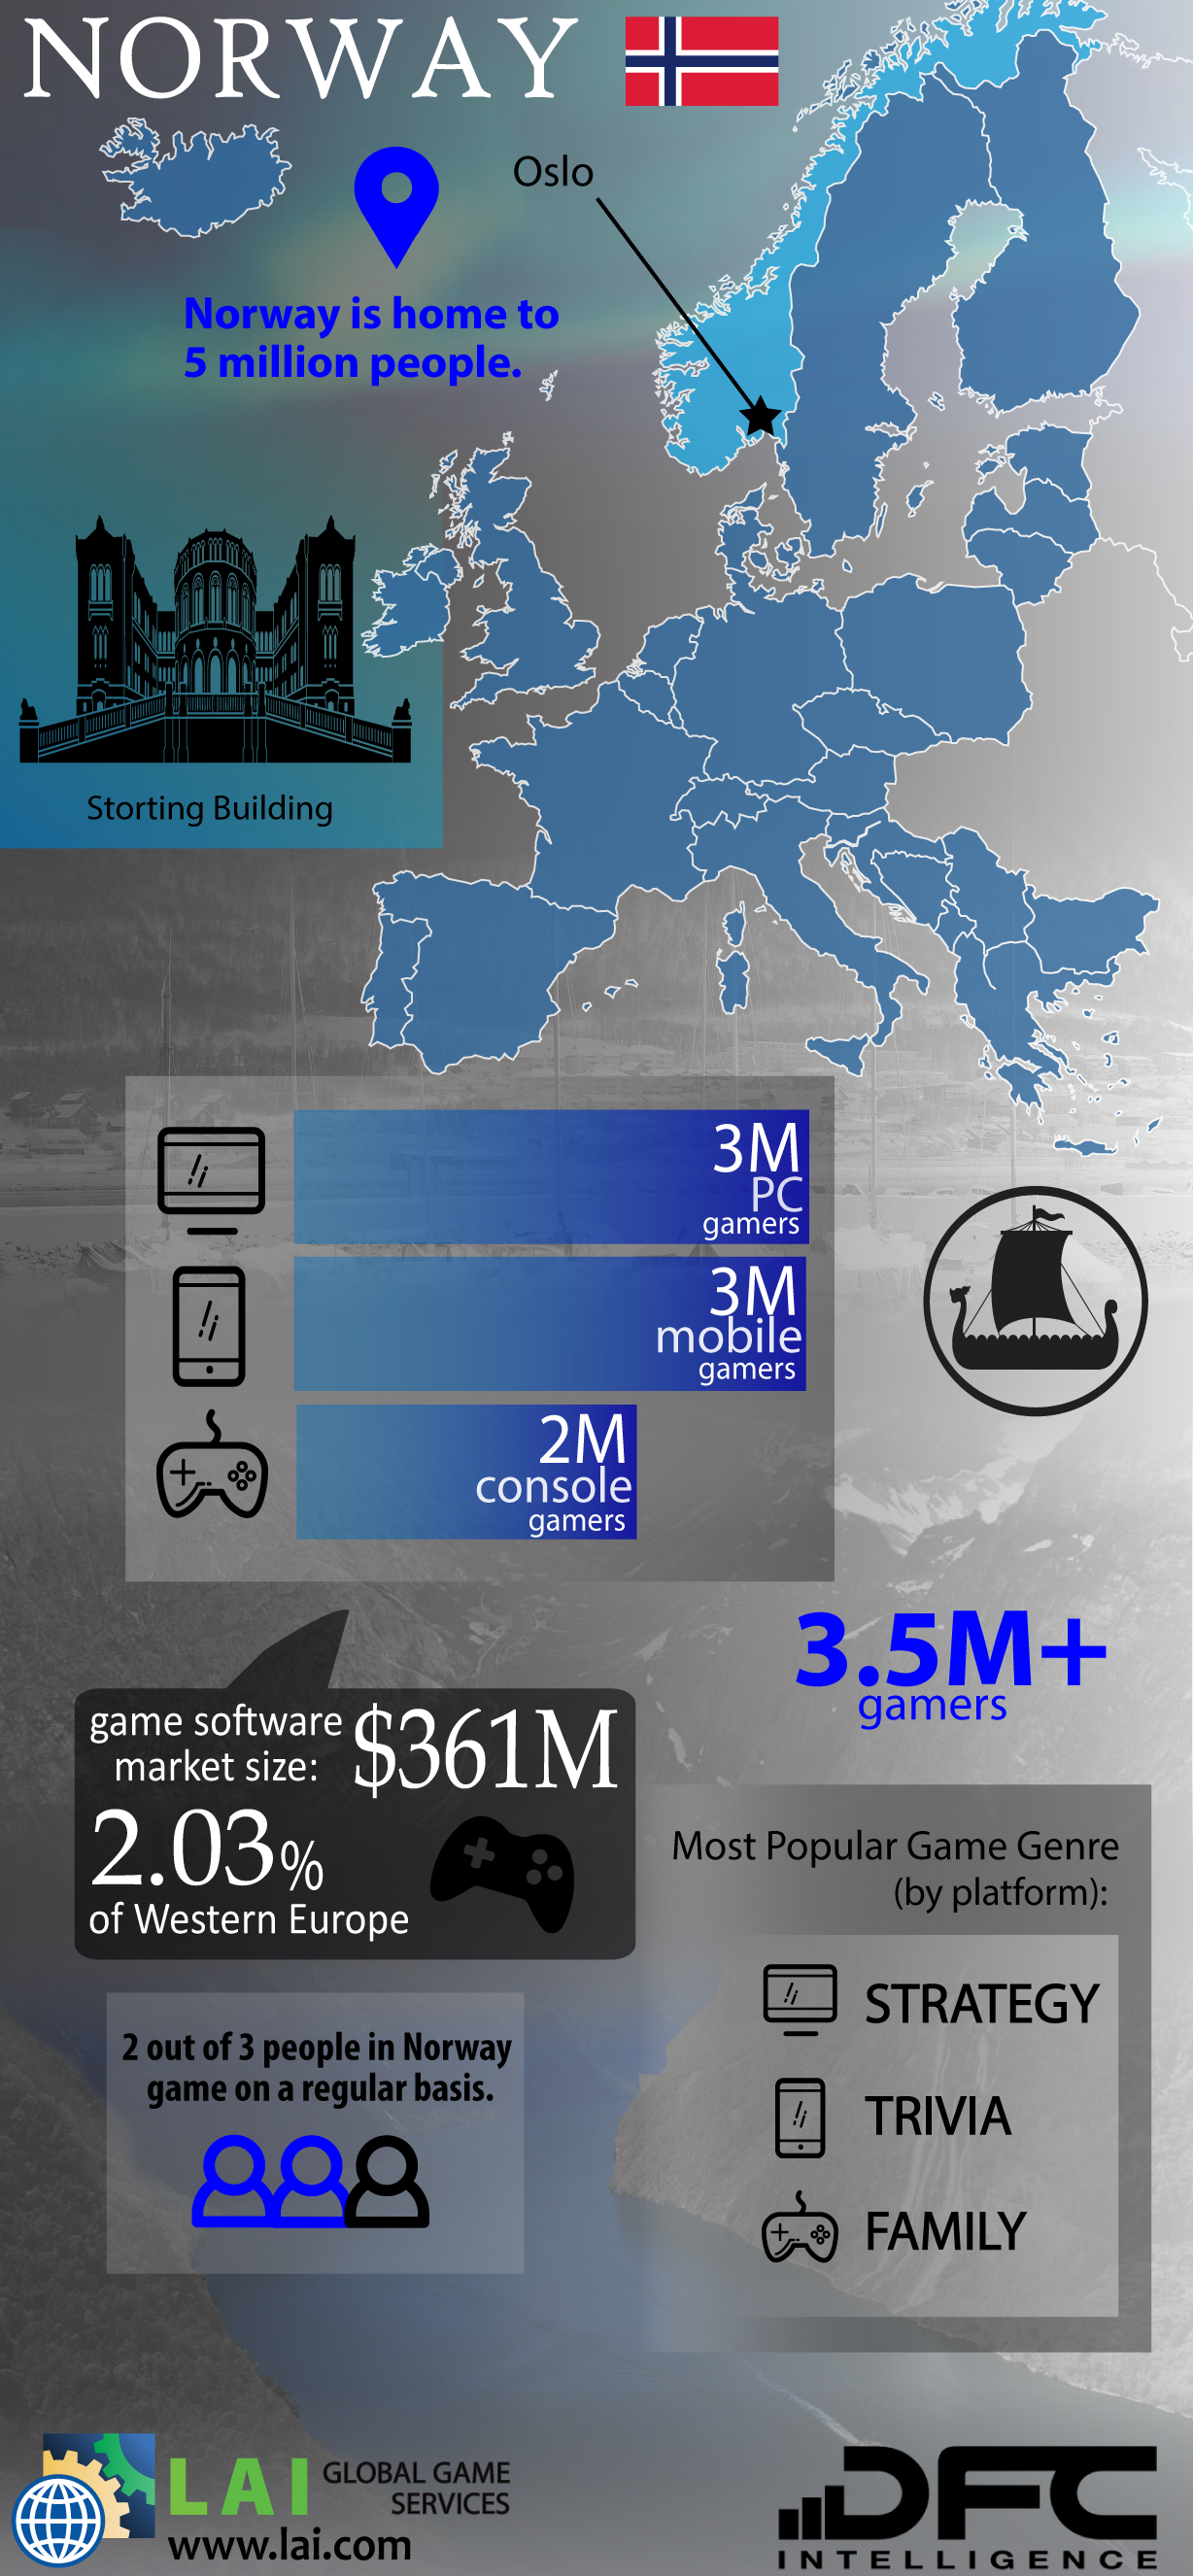 NORWAY
Oslo
Norway is home to
5 million people.
Storting Building
3M
PC
gamers
3M
mobile
gamers
2M
console
gamers
3.5M+
gamers
game software
market size:
$361M
2.03%
of Western Europe
Most Popular Game Genre
(by platform):
STRATEGY
TRIVIA
FAMILY
2 out of 3 people in Norway
game on a regular basis.
LAI
GLOBAL GAME
SERVICES
www.lai.com
DFC
INTELLIGENCE